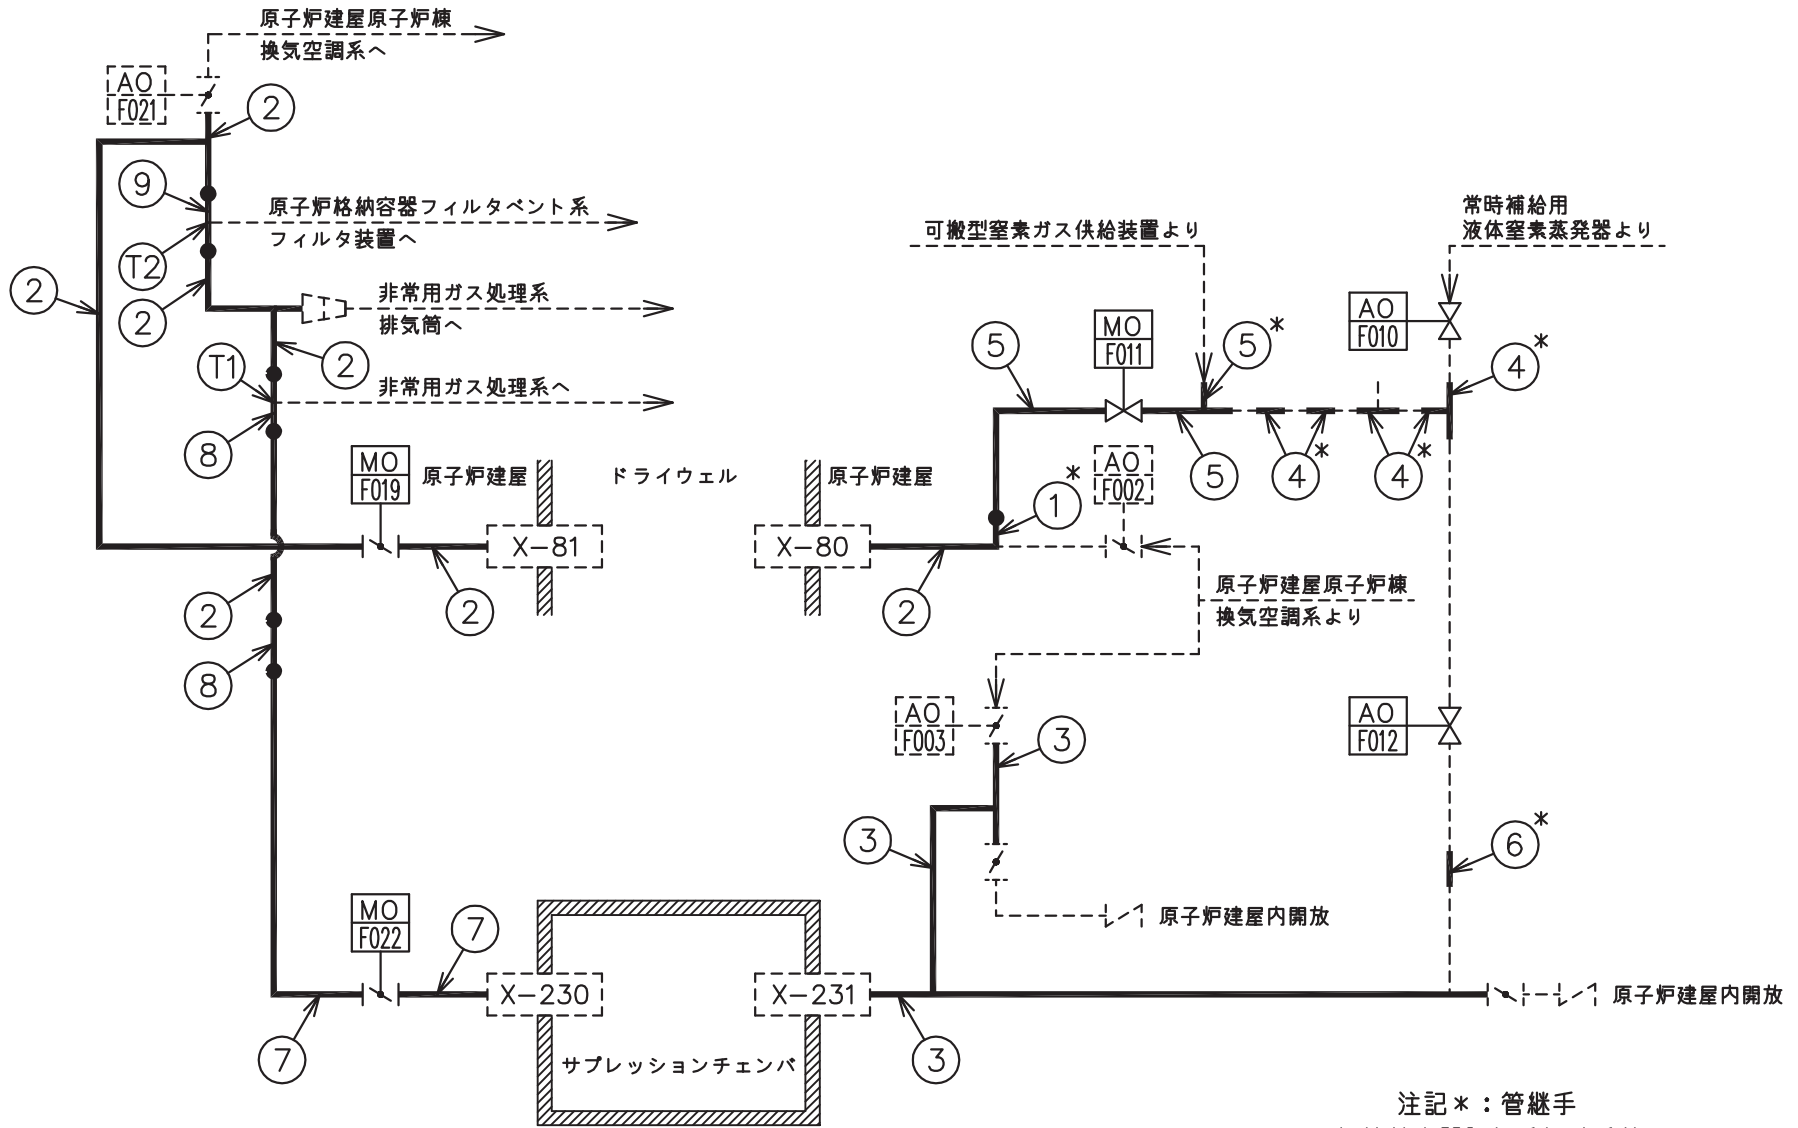 原子炉建屋原子炉棟
換気空調系へ
AO
F021
2
9
原子炉格納容器フィルタベント系
フィルタ装置へ
T2
2
2
非常用ガス処理系
排気筒へ
2
T1
非常用ガス処理系へ
8
常時補給用
液体窒素蒸発器より
可搬型窒素ガス供給装置より
AO
F010
MO
F011
5
5*
4*
5
4*
4*
MO
F019
原子炉建屋
ドライウェル
原子炉建屋
AO
F002
1*
X-81
X-80
2
2
2
8
原子炉建屋原子炉棟
換気空調系より
AO
F003
3
AO
F012
3
6*
MO
F022
7
原子炉建屋内開放
X-230
X-231
原子炉建屋内開放
7
3
サプレッションチェンバ
注記*:管継手